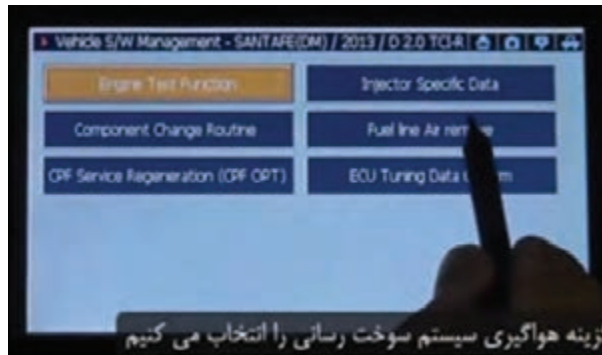 Vehicle S/W Management - SANTAFE(DM) / 2013 / D 2.0 TCI-R
Engine Test Function
Injector Specific Data
Component Change Routine
Fuel line Air
CPF Service Regeneration (CPF OPT)
ECU Tuning Data
هواگیری سیستم سوخت رسانی را انتخاب می کنیم